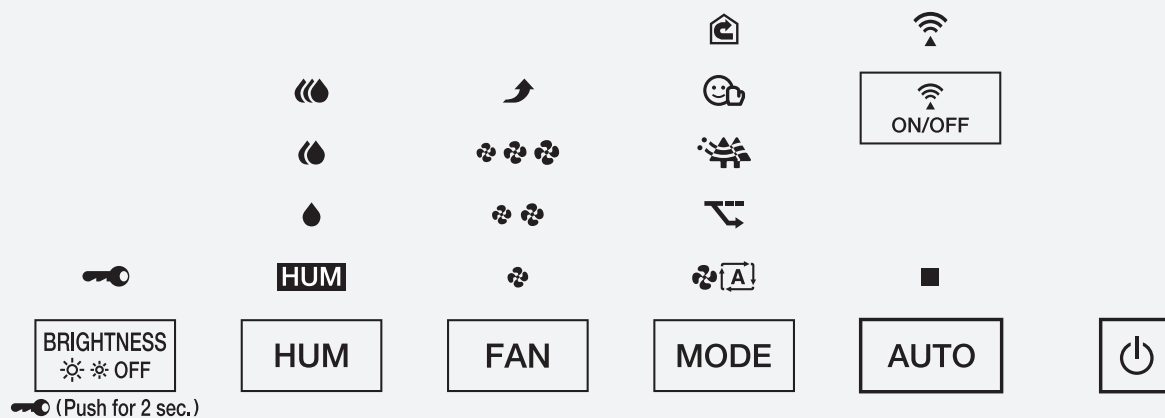 ON/OFF
HUM
A
BRIGHTNESS
OFF
HUM
FAN
MODE
AUTO
(Push for 2 sec.)